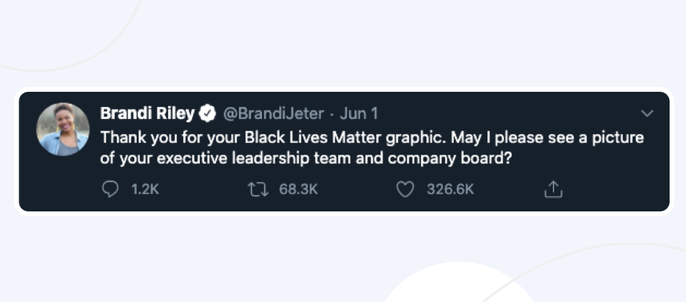 Brandi Riley @BrandiJeter · Jun 1
Thank you for your Black Lives Matter graphic. May I please see a picture
of your executive leadership team and company board?
1.2K 68.3K 326.6K